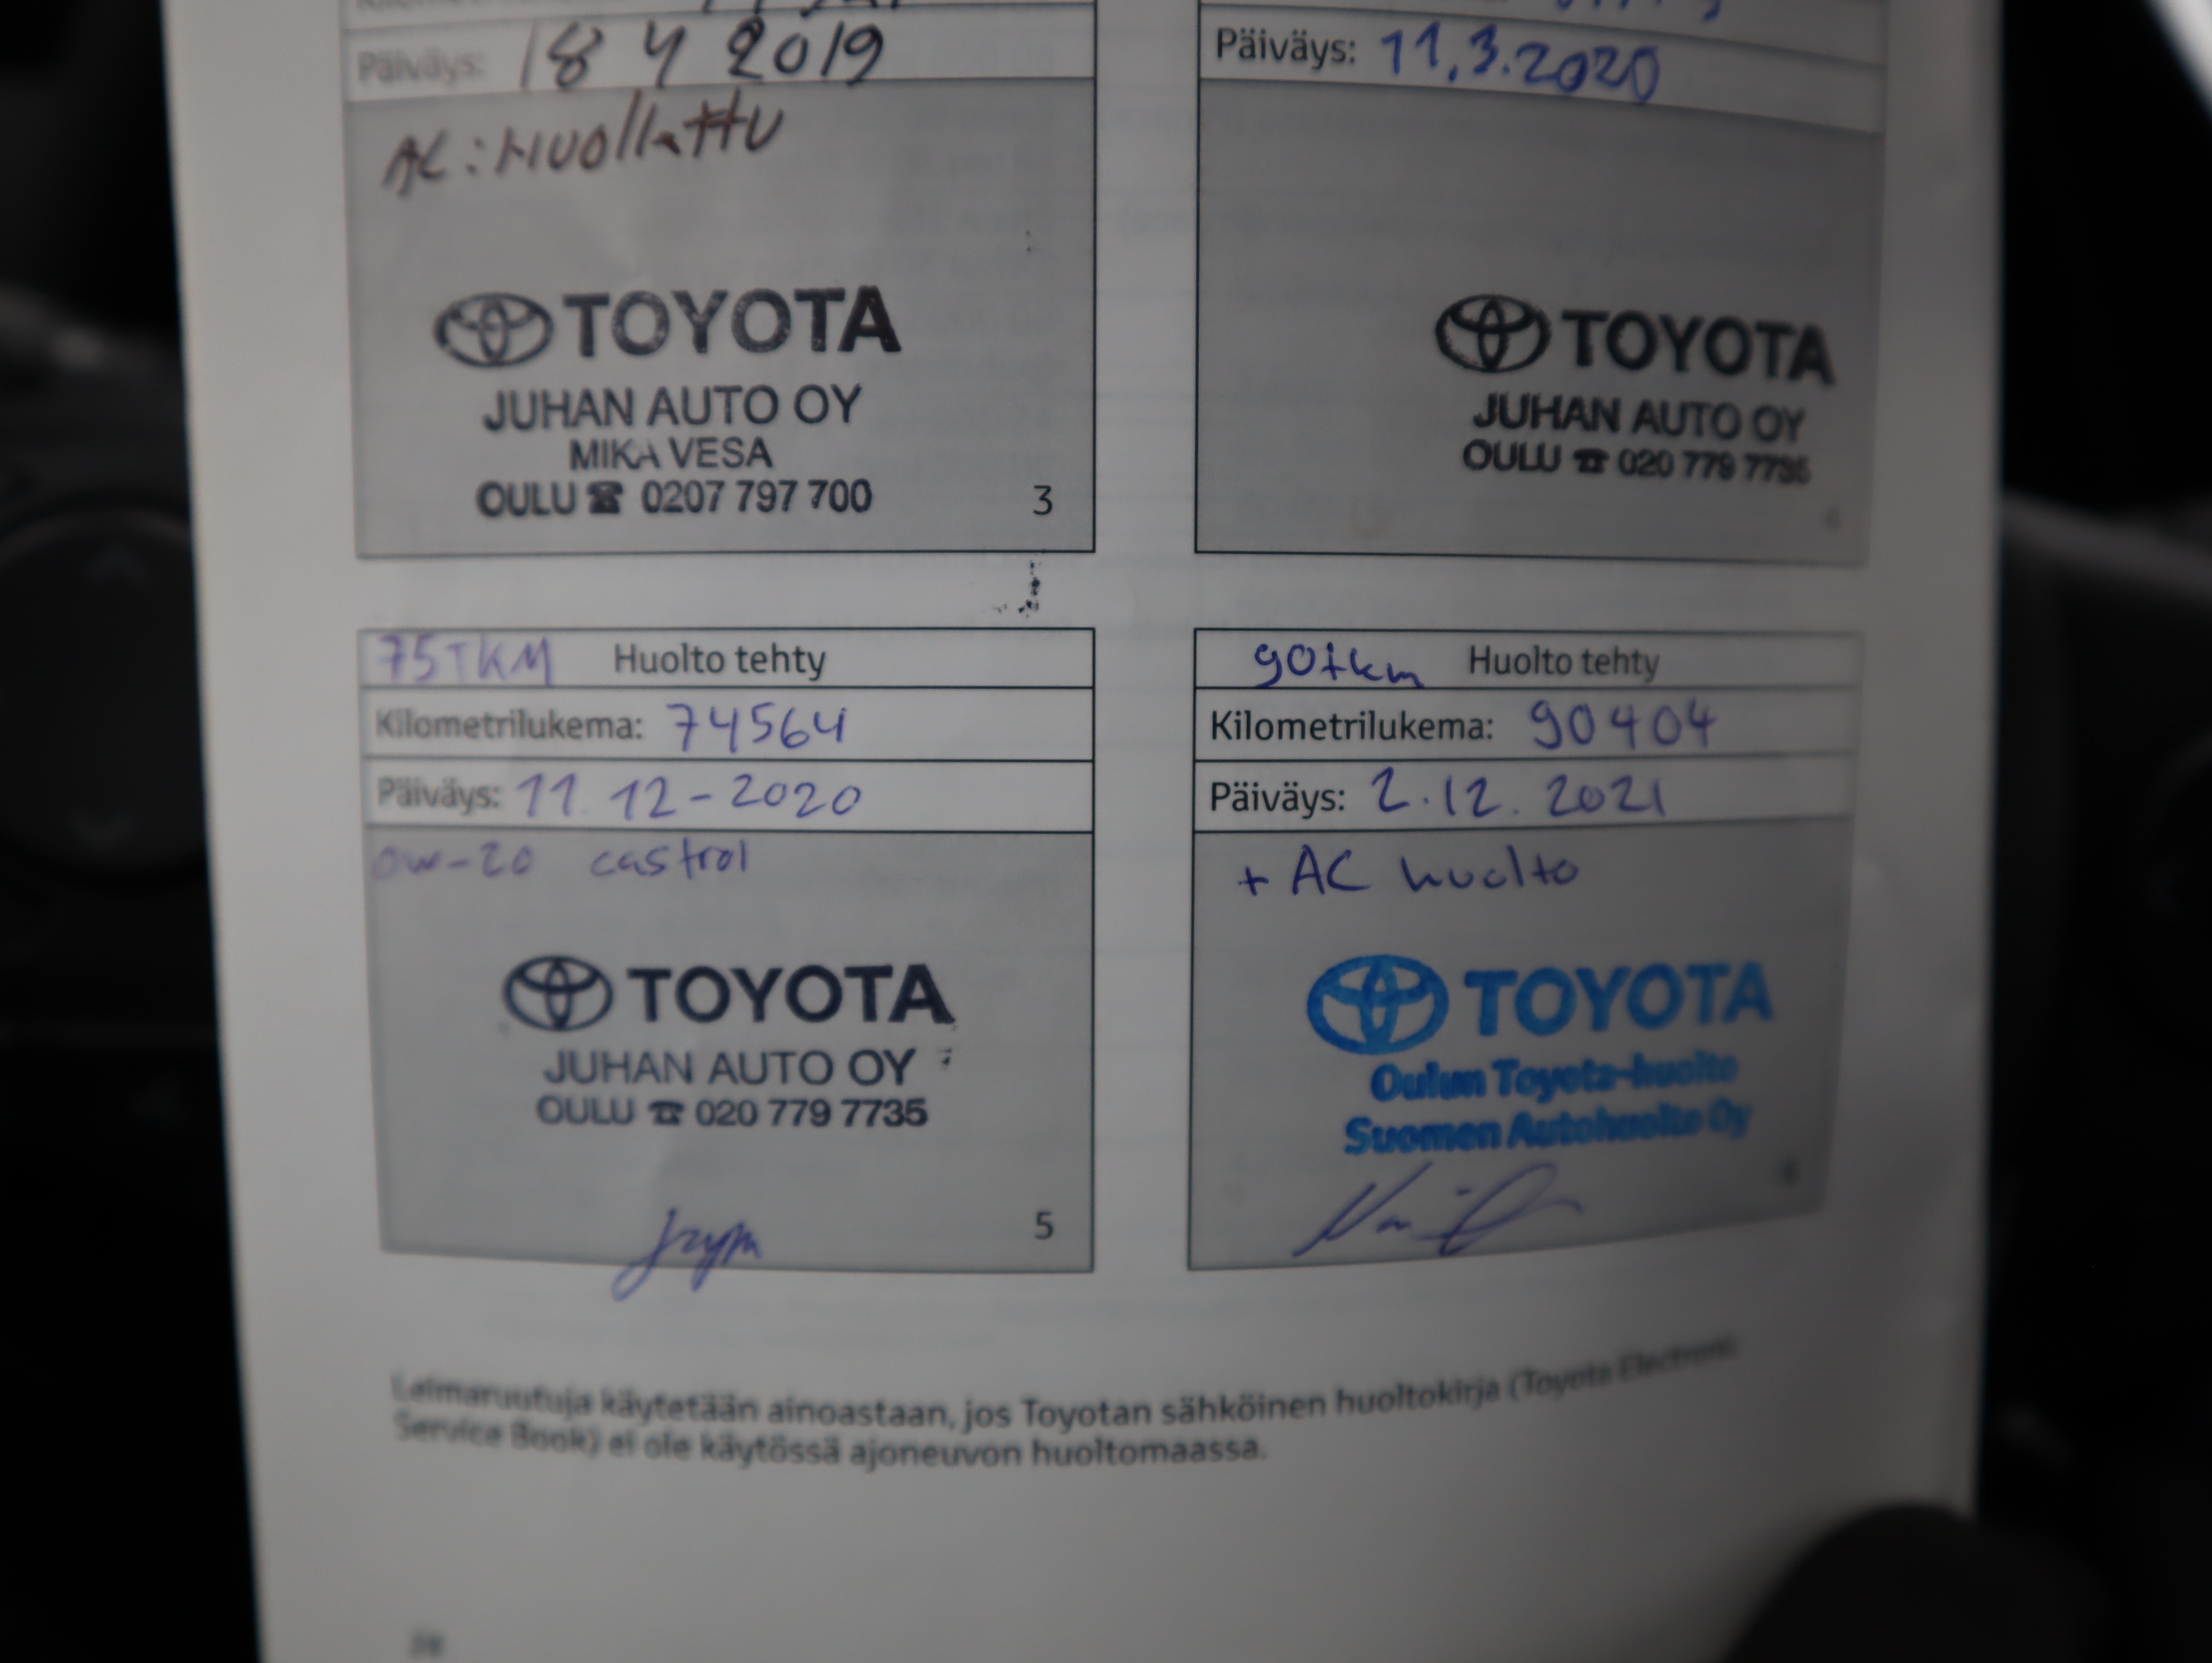 Päiväys: 18 4 2019
AC: Huollattu
TOYOTA
JUHAN AUTO OY
MIKA VESA
OULU ☎ 0207 797 700
3
Päiväys: 11.3.2020
TOYOTA
JUHAN AUTO OY
OULU ☎ 020 779 7735
4
75TKM Huolto tehty
Kilometrilukema: 74564
Päiväys: 11.12-2020
0w-20 castrol
TOYOTA
JUHAN AUTO OY
OULU ☎ 020 779 7735
5
90tkm Huolto tehty
Kilometrilukema: 90404
Päiväys: 2.12.2021
+ AC huolto
TOYOTA
Oulun Toyota-huolto
Suomen Autohuolto Oy
6
Leimaruutuja käytetään ainoastaan, jos Toyotan sähköinen huoltokirja (Toyota Electronic
Service Book) ei ole käytössä ajoneuvon huoltomaassa.